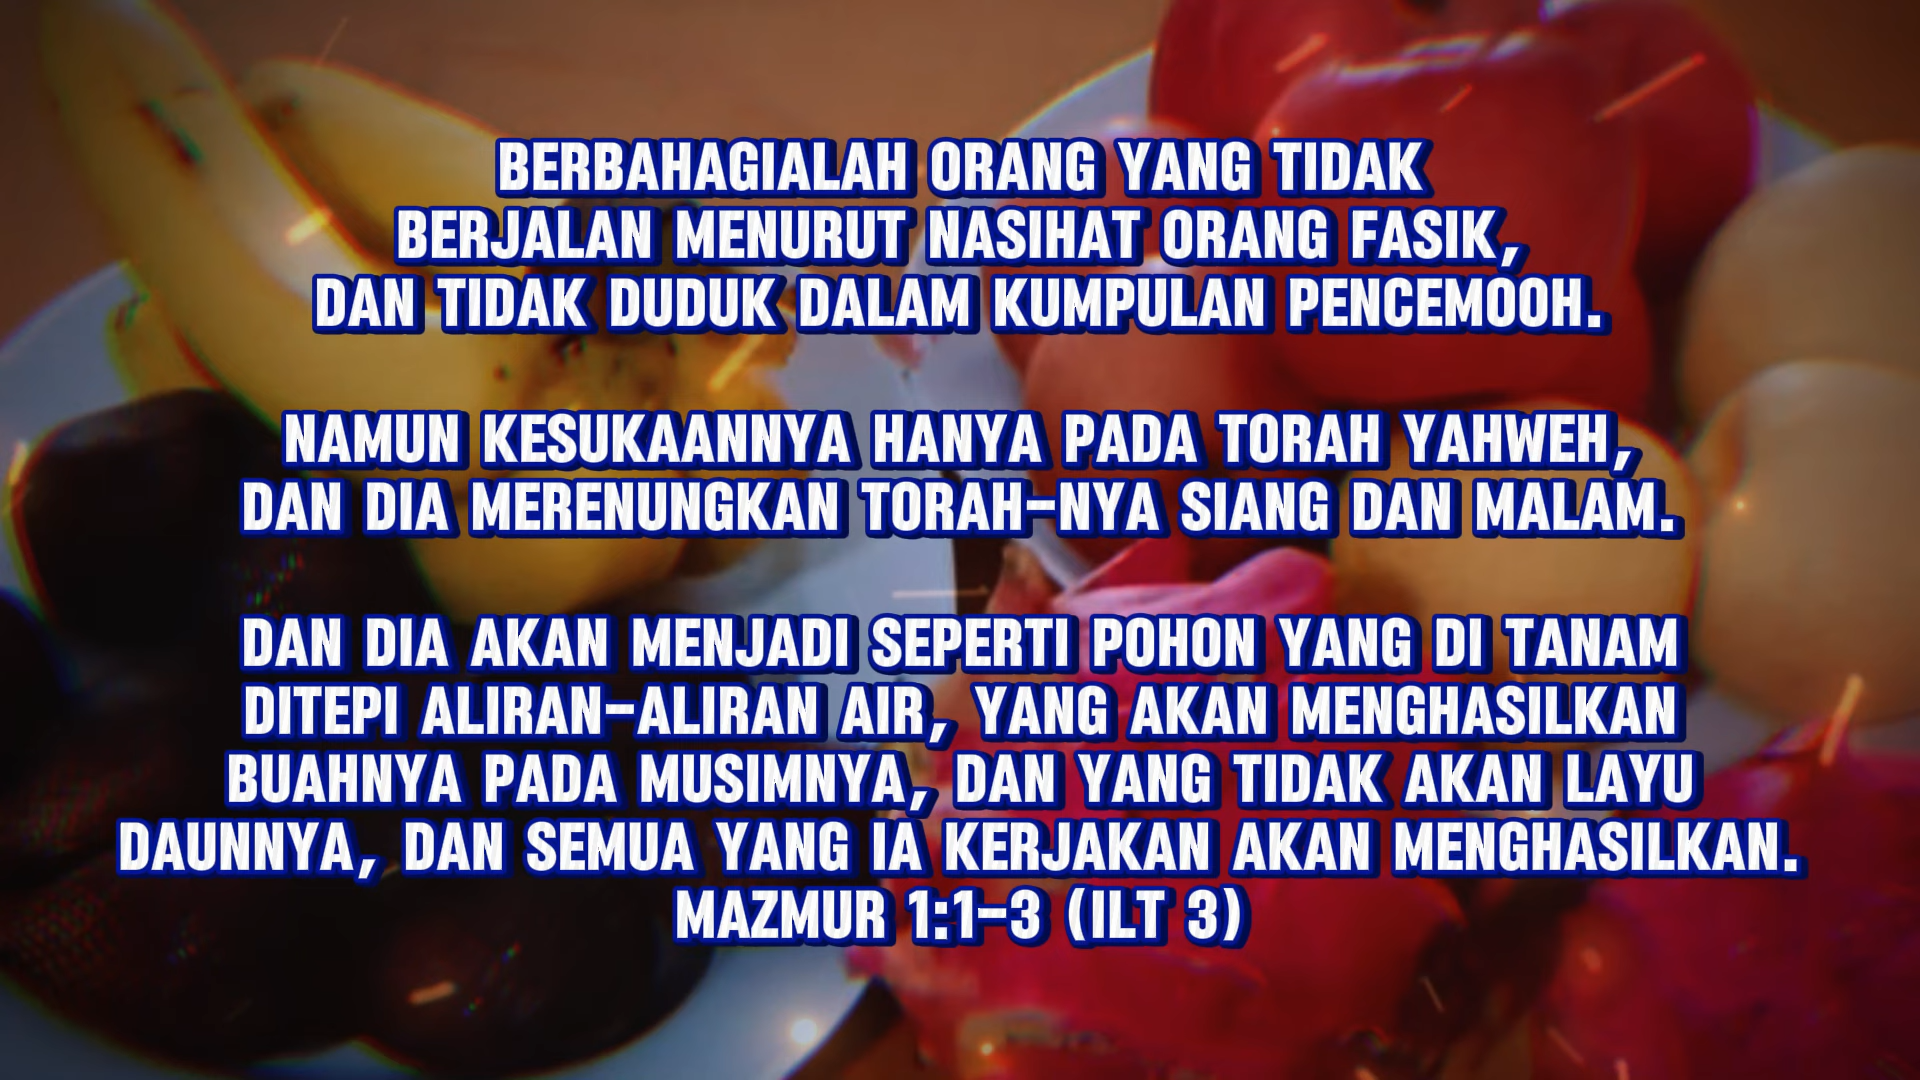 BERBAHAGIALAH ORANG YANG TIDAK
BERJALAN MENURUT NASIHAT ORANG FASIK,
DAN TIDAK DUDUK DALAM KUMPULAN PENCEMOOH.
NAMUN KESUKAANNYA HANYA PADA TORAH YAHWEH,
DAN DIA MERENUNGKAN TORAH-NYA SIANG DAN MALAM.
DAN DIA AKAN MENJADI SEPERTI POHON YANG DI TANAM
DITEPI ALIRAN-ALIRAN AIR, YANG AKAN MENGHASILKAN
BUAHNYA PADA MUSIMNYA, DAN YANG TIDAK AKAN LAYU
DAUNNYA, DAN SEMUA YANG IA KERJAKAN AKAN MENGHASILKAN.
MAZMUR 1:1-3 (ILT 3)